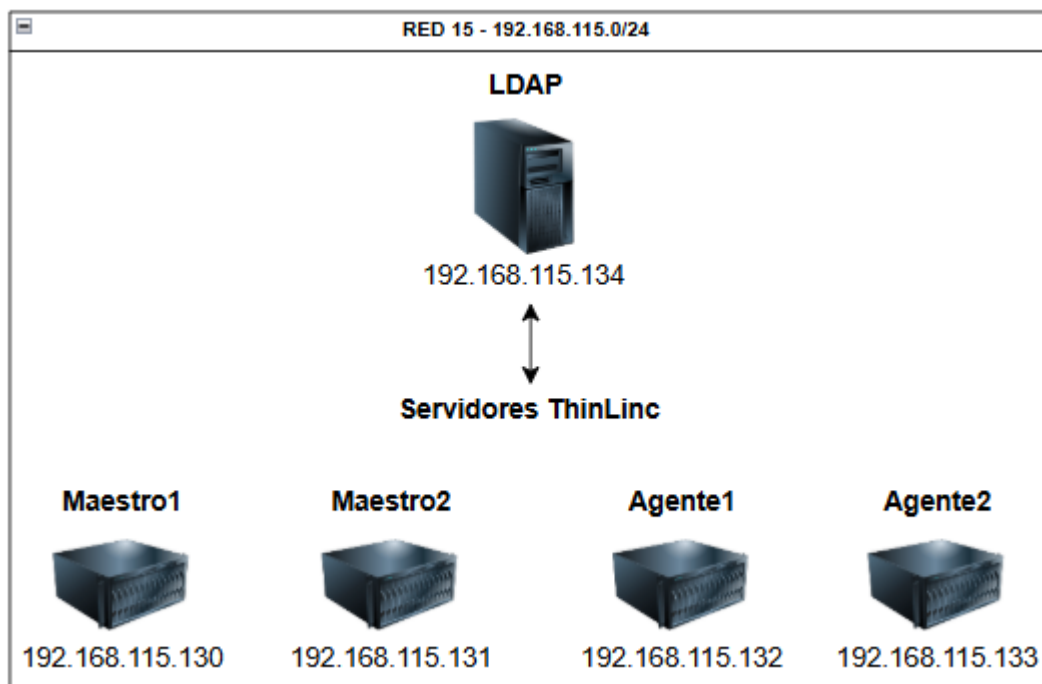 RED 15 - 192.168.115.0/24
LDAP
192.168.115.134
Servidores ThinLinc
Maestro1 Maestro2 Agente1 Agente2
192.168.115.130 192.168.115.131 192.168.115.132 192.168.115.133